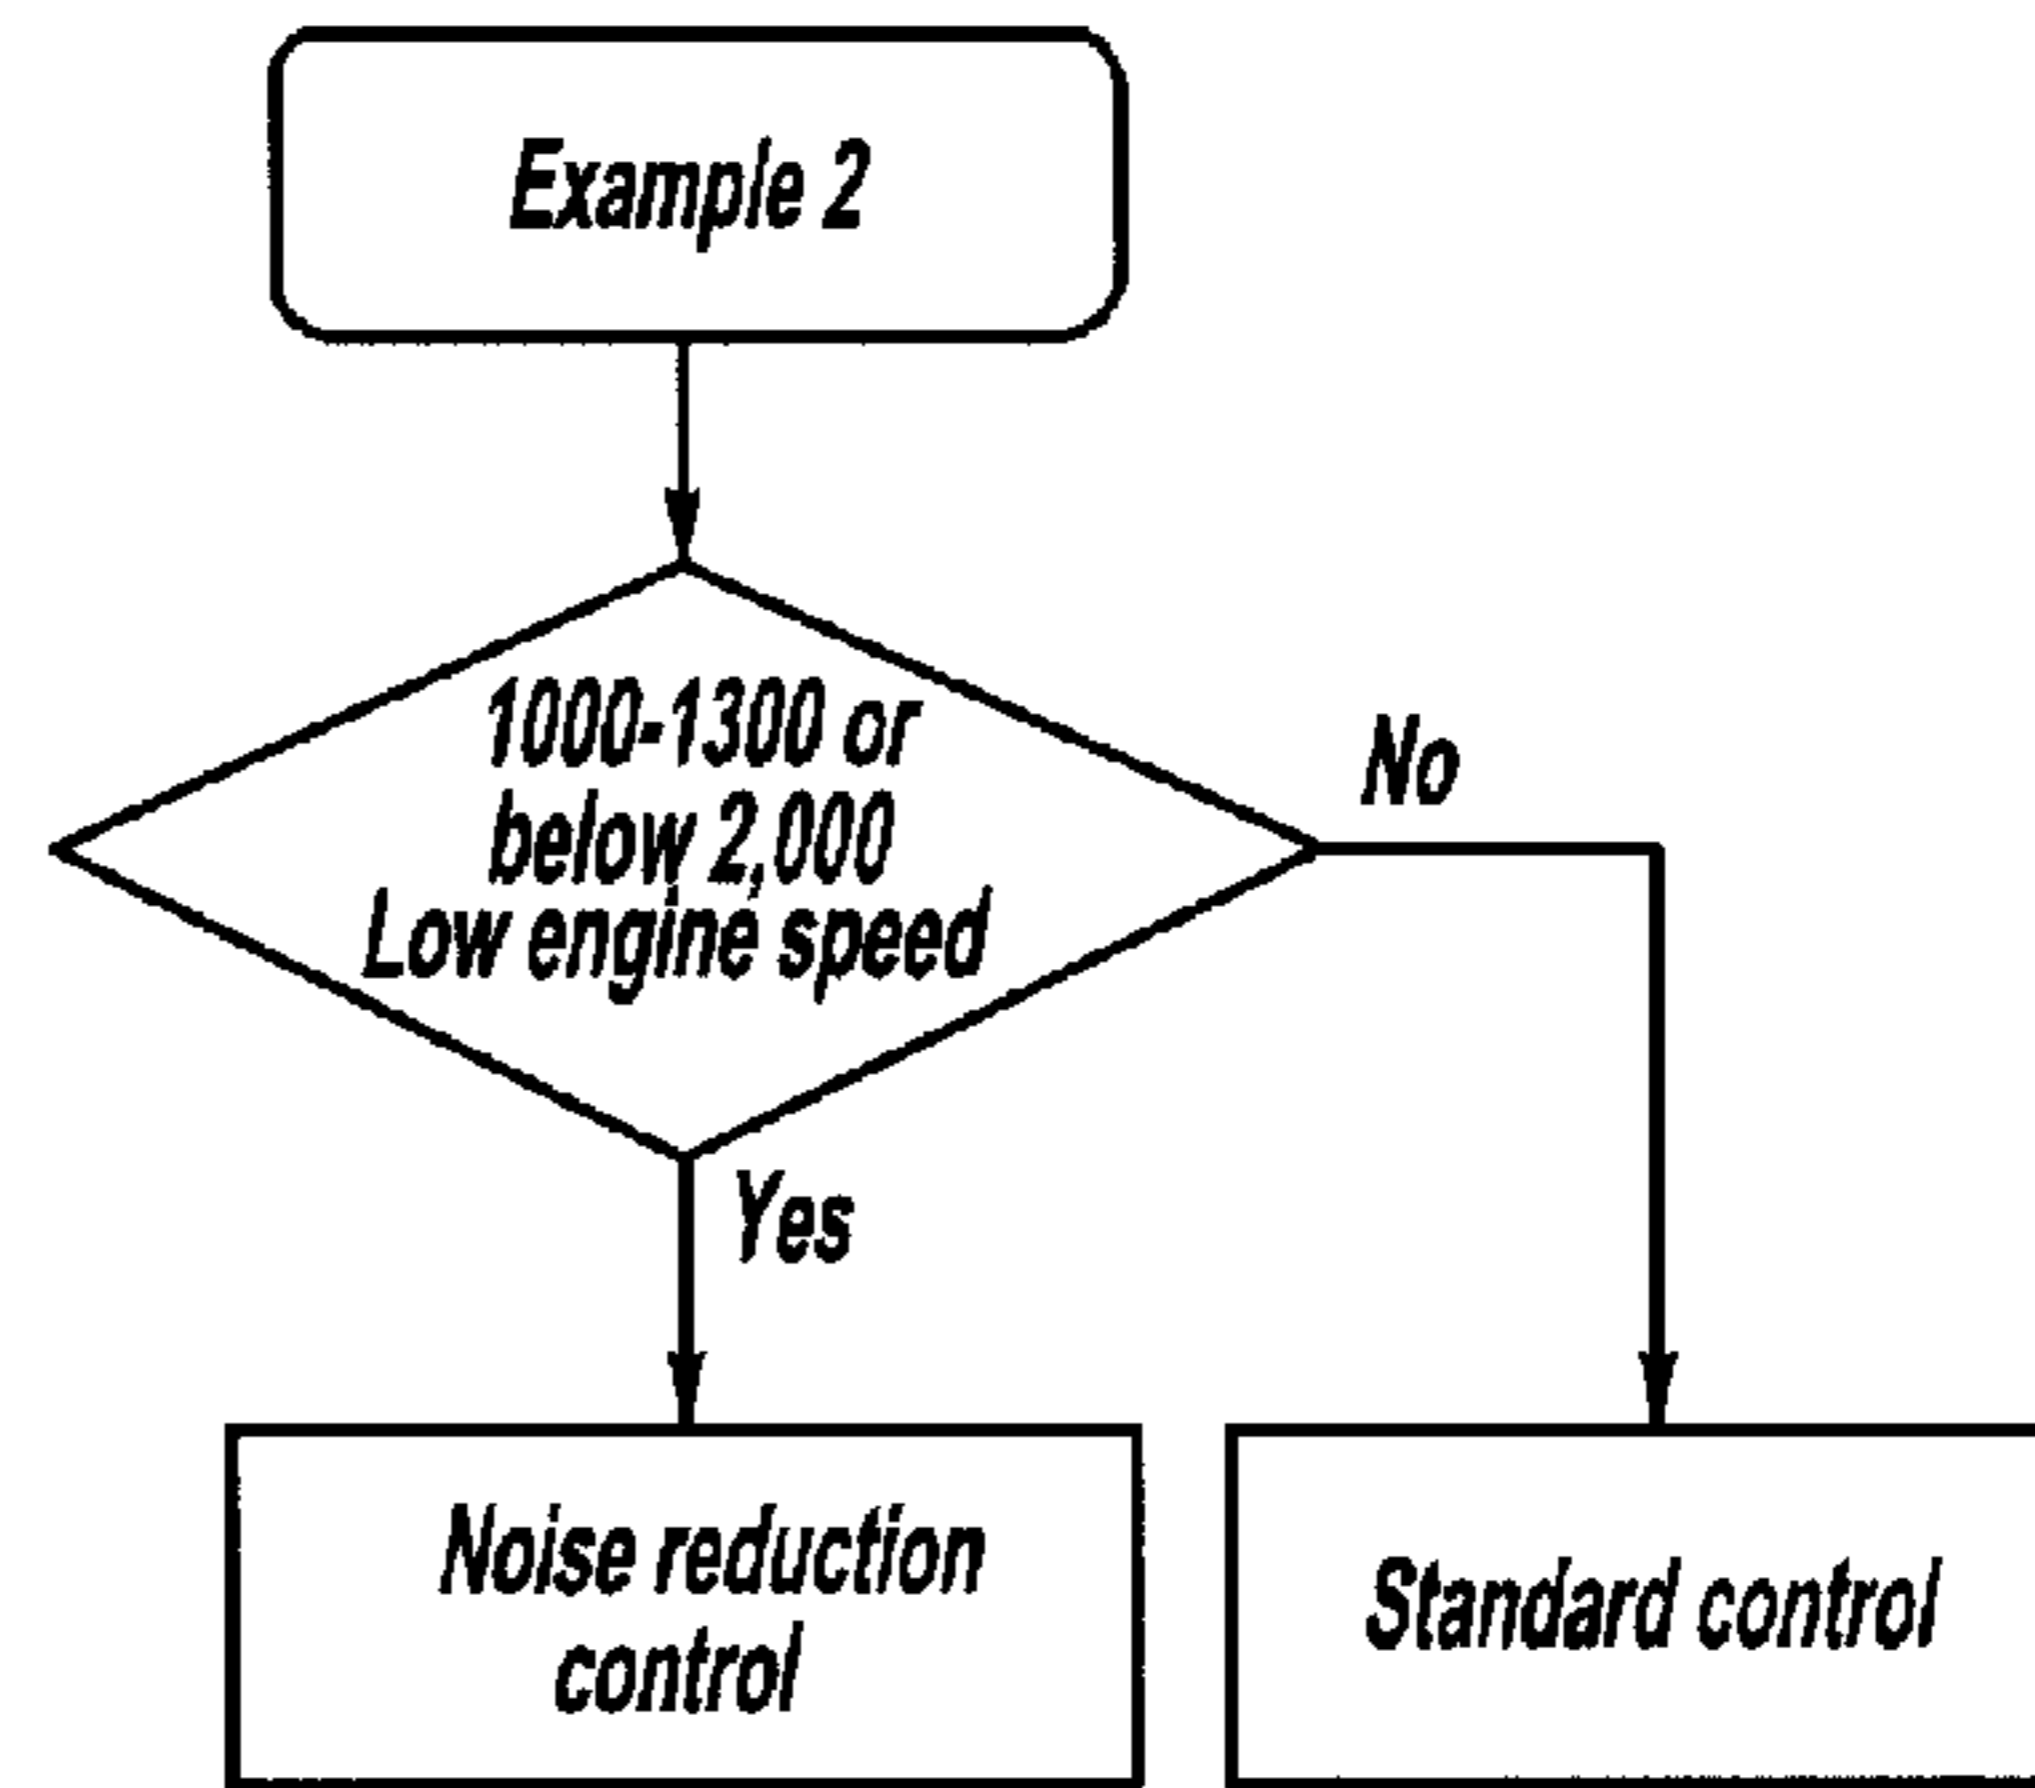 Example 2
1000-1300 or
below 2,000
Low engine speed
No
Yes
Noise reduction
control
Standard control